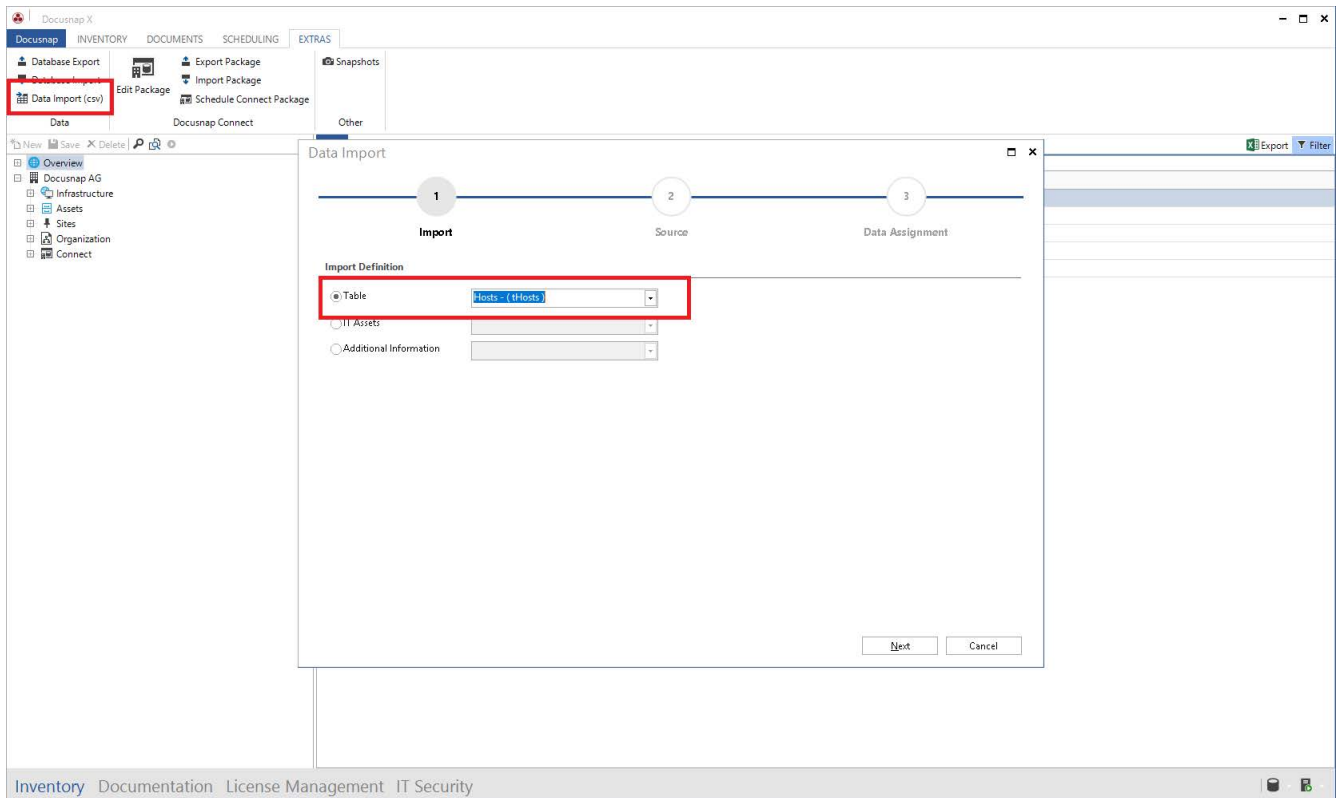 Docusnap X
Docusnap INVENTORY DOCUMENTS SCHEDULING EXTRAS
Database Export
Database Import
Data Import (csv)
Data
Edit Package
Export Package
Import Package
Schedule Connect Package
Docusnap Connect
Snapshots
Other
New Save Delete
Export Filter
Overview
Docusnap AG
Infrastructure
Assets
Sites
Organization
Connect
Data Import
1 2 3
Import Source Data Assignment
Import Definition
Table Hosts - ( tHosts )
IT Assets
Additional Information
Next Cancel
Inventory Documentation License Management IT Security